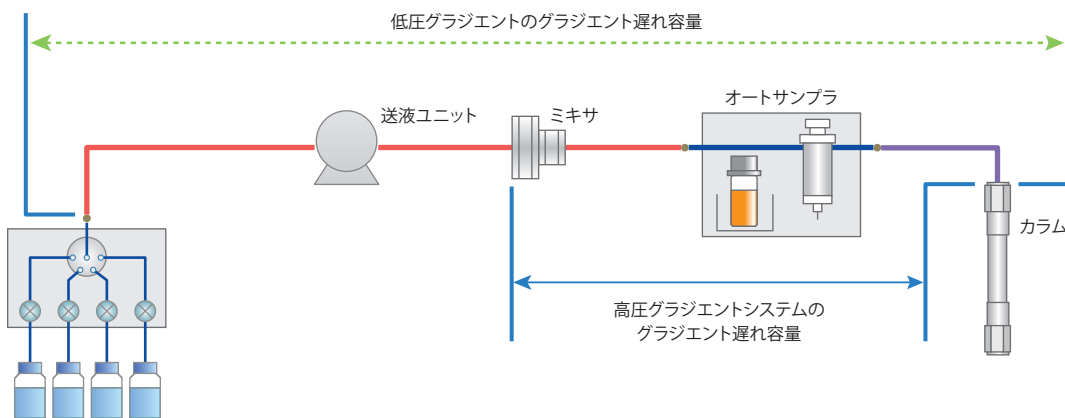 低圧グラジエントのグラジエント遅れ容量
送液ユニット
ミキサ
オートサンプラ
カラム
高圧グラジエントシステムの
グラジエント遅れ容量